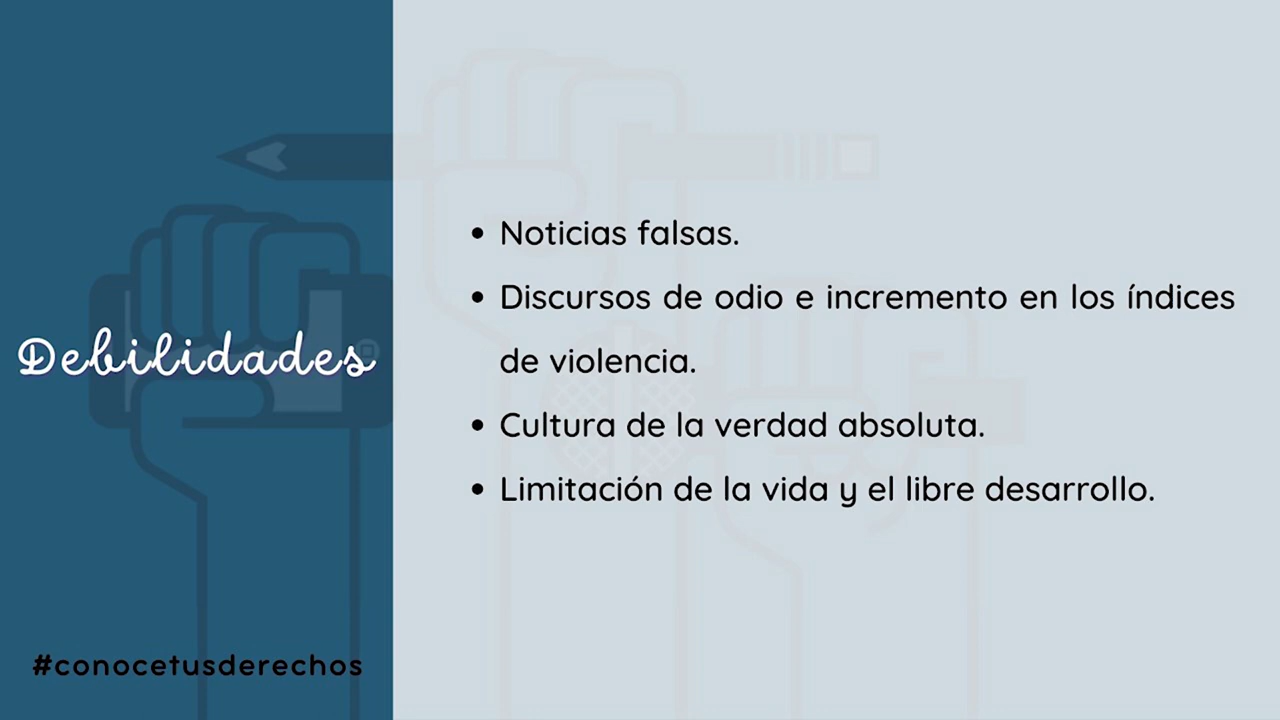 Debilidades
#conocetusderechos
• Noticias falsas.
• Discursos de odio e incremento en los índices
de violencia.
• Cultura de la verdad absoluta.
• Limitación de la vida y el libre desarrollo.